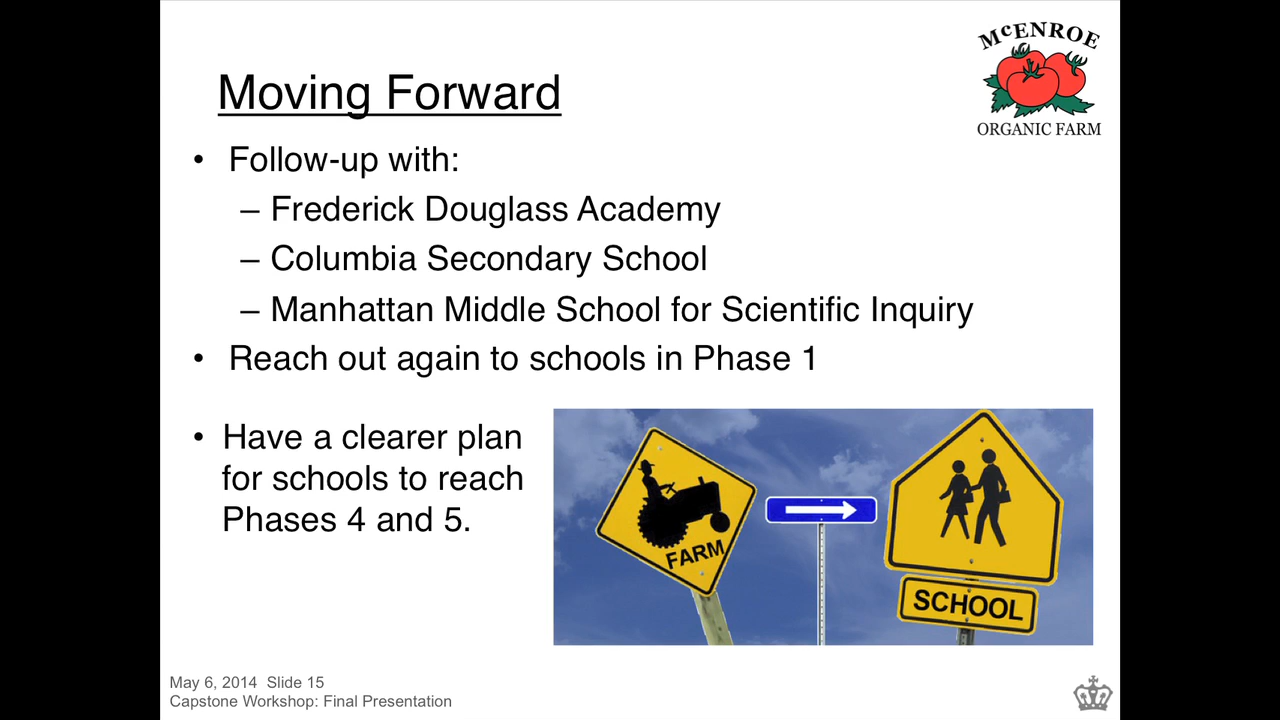 McENROE
ORGANIC FARM
Moving Forward
• Follow-up with:
– Frederick Douglass Academy
– Columbia Secondary School
– Manhattan Middle School for Scientific Inquiry
• Reach out again to schools in Phase 1
• Have a clearer plan
for schools to reach
Phases 4 and 5.
FARM
SCHOOL
May 6, 2014 Slide 15
Capstone Workshop: Final Presentation